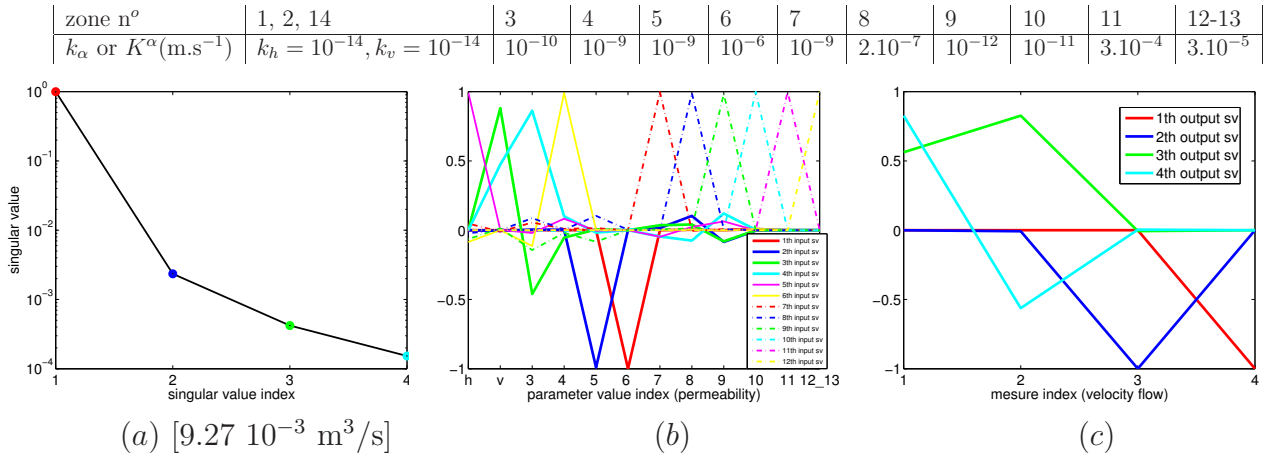 zone nᵒ 1, 2, 14 3 4 5 6 7 8 9 10 11 12-13
k_α or K^α(m.s⁻¹) k_h = 10⁻¹⁴, k_v = 10⁻¹⁴ 10⁻¹⁰ 10⁻⁹ 10⁻⁹ 10⁻⁶ 10⁻⁹ 2.10⁻⁷ 10⁻¹² 10⁻¹¹ 3.10⁻⁴ 3.10⁻⁵
10⁰
10⁻¹
10⁻²
10⁻³
10⁻⁴
singular value
1 2 3 4
singular value index
(a) [9.27 10⁻³ m³/s]
1
0.5
0
−0.5
−1
h v 3 4 5 6 7 8 9 10 11 12_13
parameter value index (permeability)
1th input sv
2th input sv
3th input sv
4th input sv
5th input sv
6th input sv
7th input sv
8th input sv
9th input sv
10th input sv
11th input sv
12th input sv
(b)
1
0.5
0
−0.5
−1
1 2 3 4
mesure index (velocity flow)
1th output sv
2th output sv
3th output sv
4th output sv
(c)